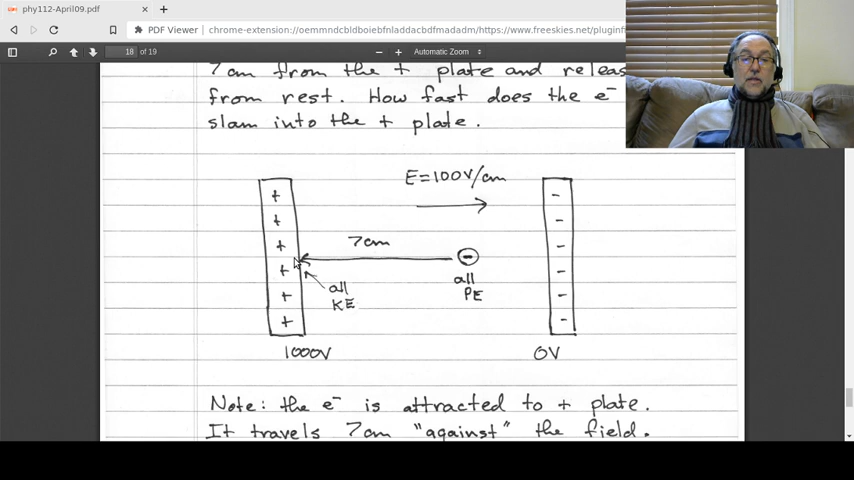 phy112-April09.pdf
PDF Viewer | chrome-extension://oemmndcbldboiebfnladdacbdfmadadm/https://www.freeskies.net/pluginfi
18 of 19
Automatic Zoom
7cm from the + plate and releas
from rest. How fast does the e⁻
slam into the + plate.
E=100V/cm
+ -
+ -
7cm
+ - -
+ all PE -
all KE
+ -
+ -
1000V 0V
Note: the e⁻ is attracted to + plate.
It travels 7cm "against" the field.